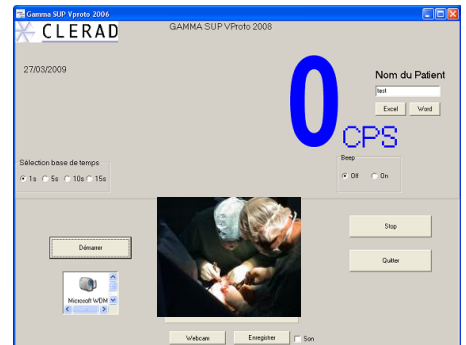 Gamma SUP Vproto 2006
CLERAD
GAMMA SUP VProto 2008
27/03/2009
0
CPS
Nom du Patient
test
Excel Word
Sélection base de temps
1s 5s 10s 15s
Beep
Off On
Démarrer
Microsoft WDM
Stop
Quitter
Webcam Enregistrer Son